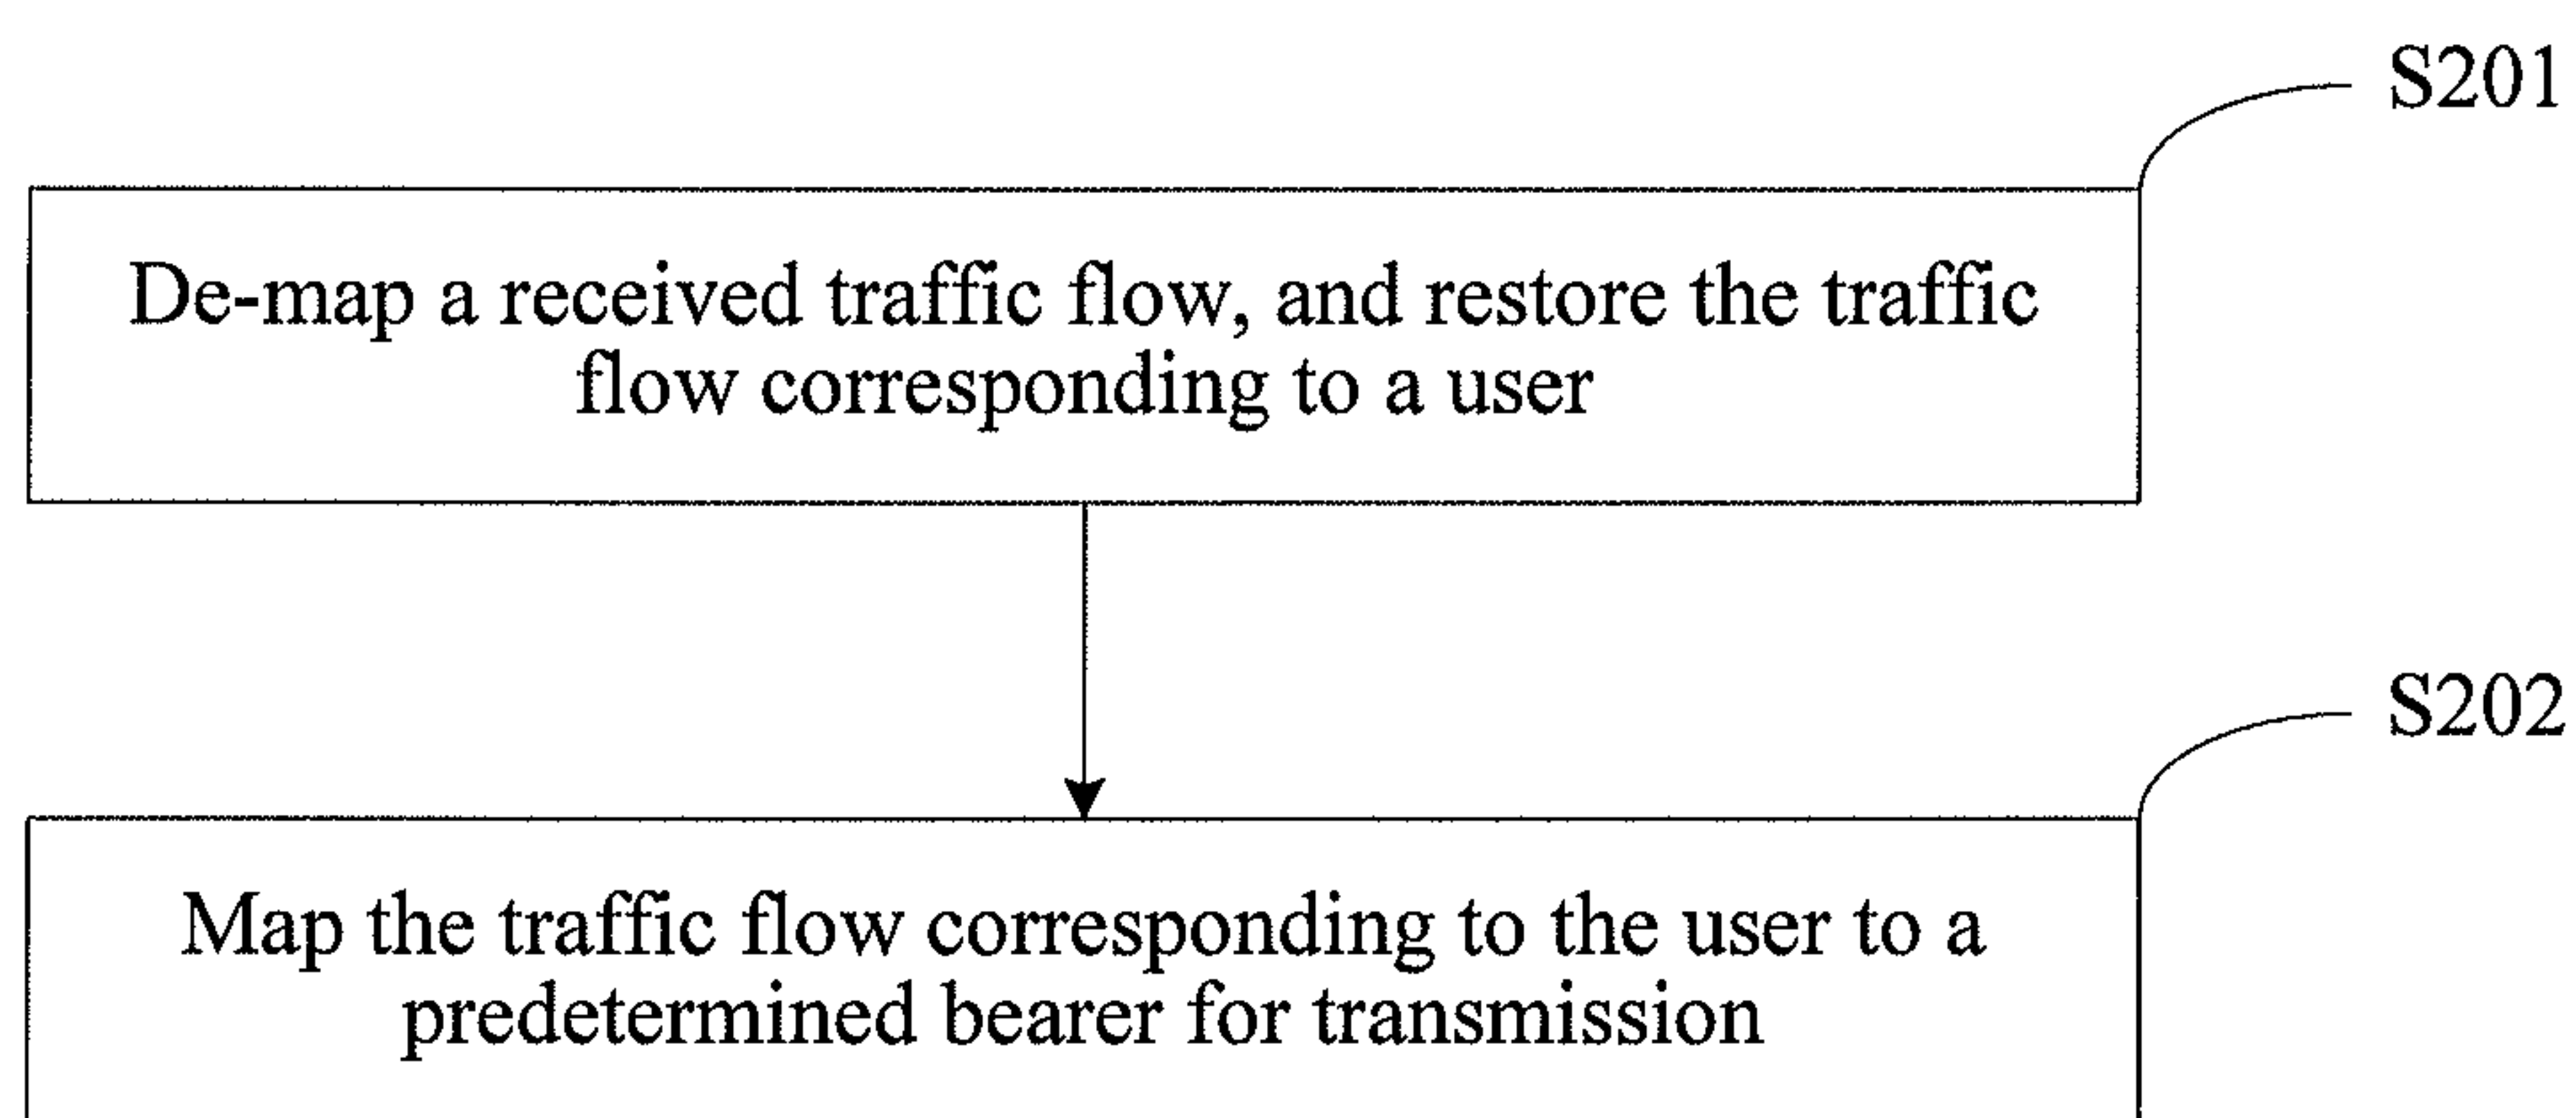 S201
De-map a received traffic flow, and restore the traffic
flow corresponding to a user
S202
Map the traffic flow corresponding to the user to a
predetermined bearer for transmission